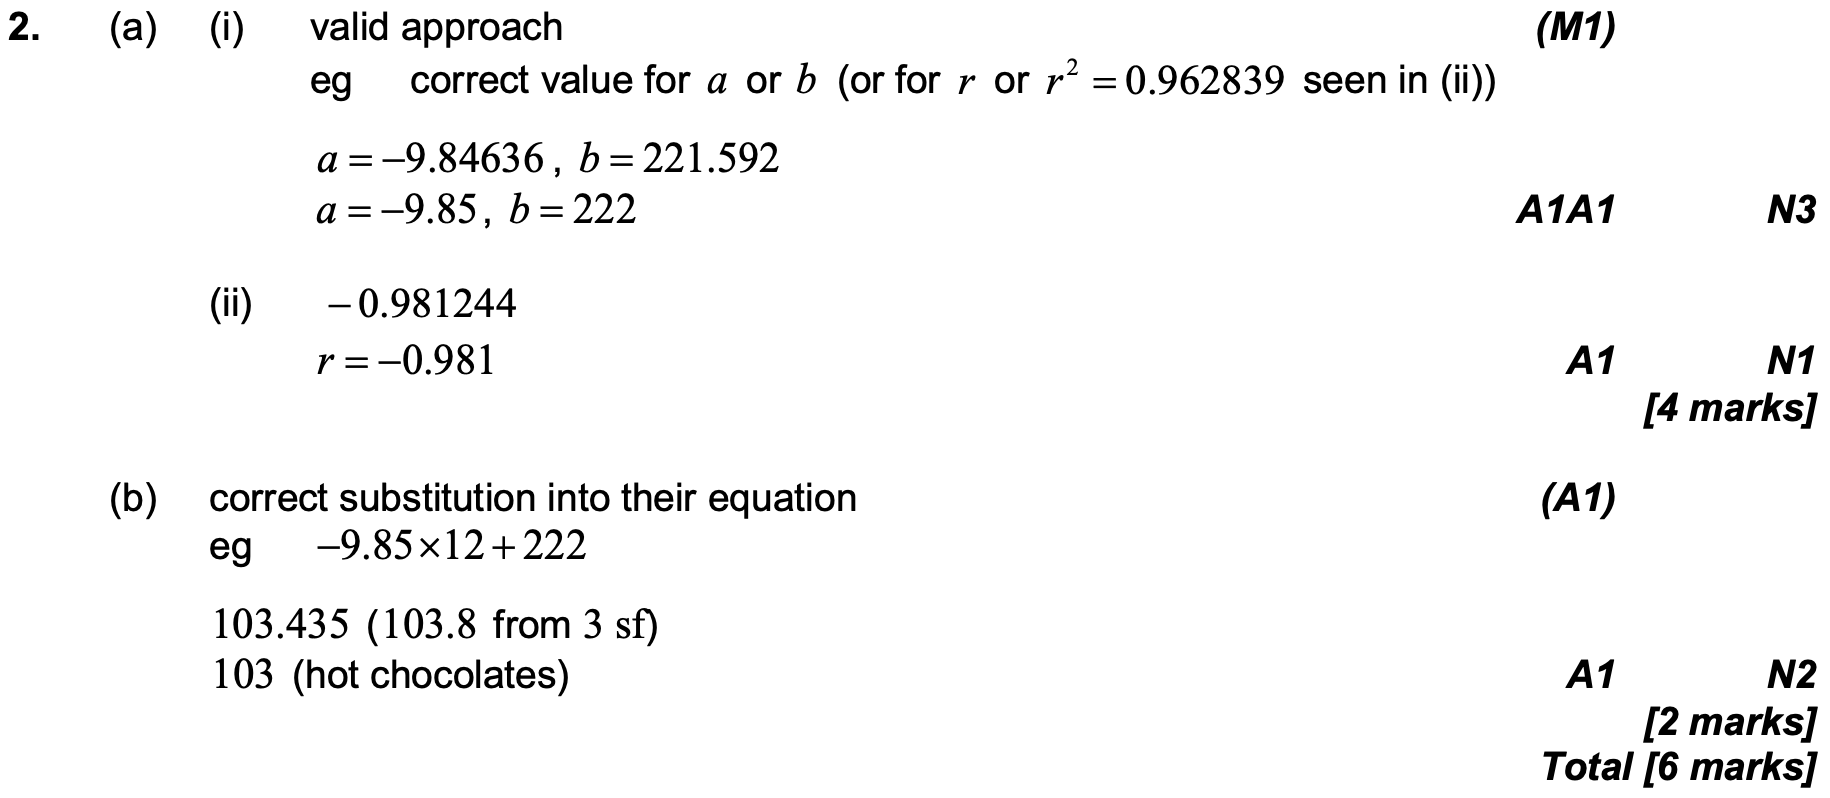 2. (a) (i) valid approach (M1)
eg correct value for a or b (or for r or r² = 0.962839 seen in (ii))
a = −9.84636 , b = 221.592
a = −9.85, b = 222 A1A1 N3
(ii) −0.981244
r = −0.981 A1 N1
[4 marks]
(b) correct substitution into their equation (A1)
eg −9.85×12+222
103.435 (103.8 from 3 sf)
103 (hot chocolates) A1 N2
[2 marks]
Total [6 marks]